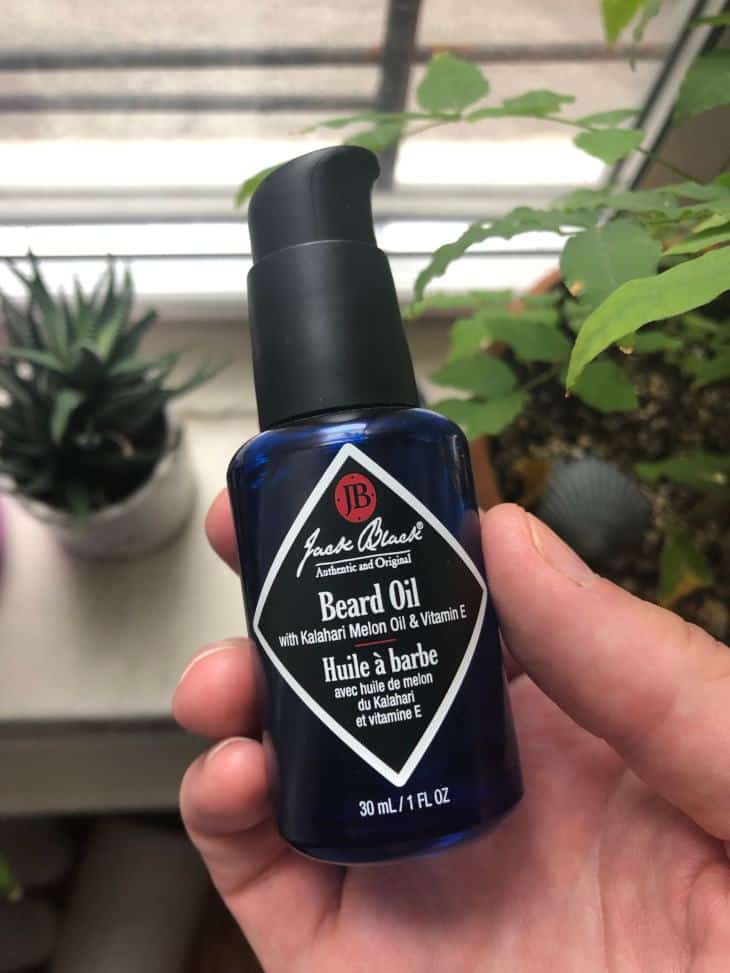 JB
Jack Black®
Authentic and Original
Beard Oil
with Kalahari Melon Oil & Vitamin E
Huile à barbe
avec huile de melon
du Kalahari
et vitamine E
30 mL / 1 FL OZ